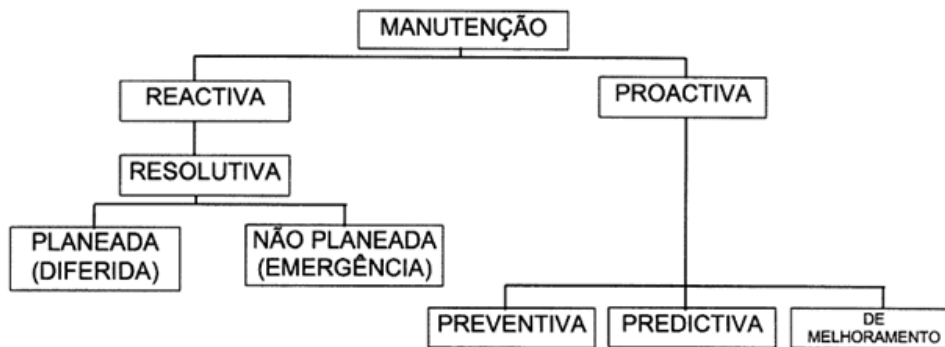 MANUTENÇÃO
REACTIVA
PROACTIVA
RESOLUTIVA
PLANEADA
(DIFERIDA)
NÃO PLANEADA
(EMERGÊNCIA)
PREVENTIVA
PREDICTIVA
DE
MELHORAMENTO